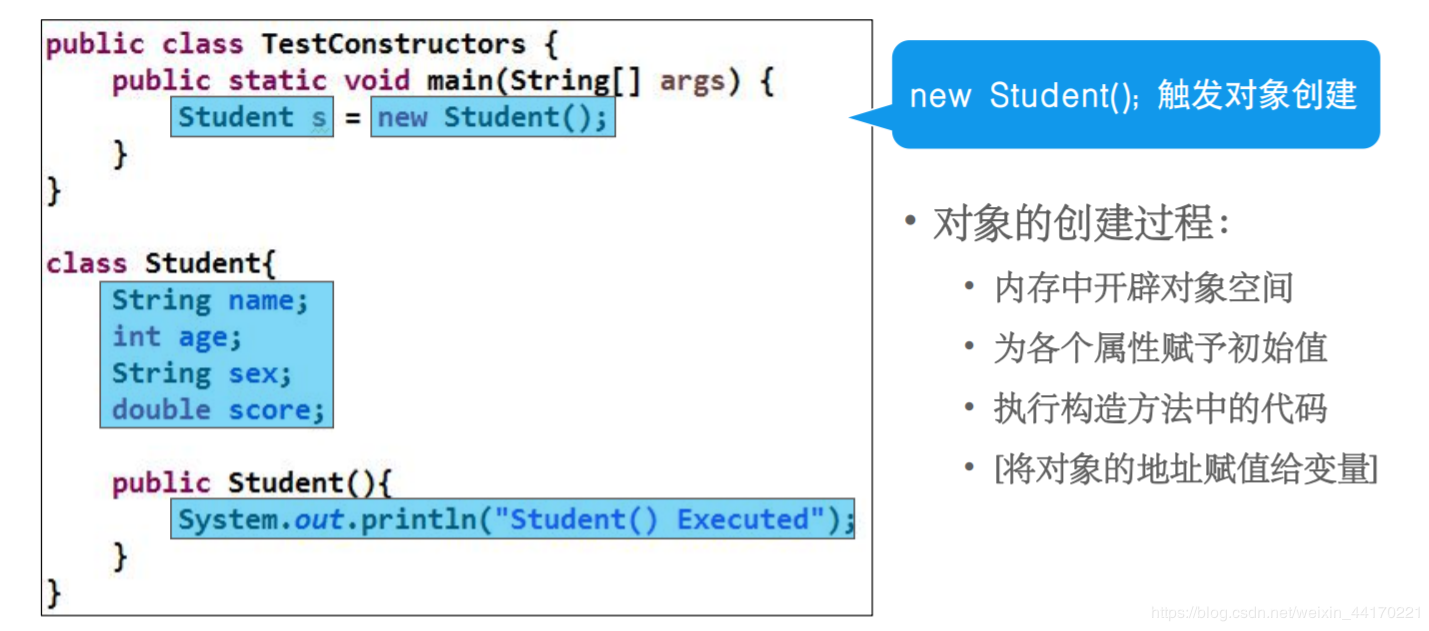 public class TestConstructors {
public static void main(String[] args) {
Student s = new Student();
}
}
class Student{
String name;
int age;
String sex;
double score;
public Student(){
System.out.println("Student() Executed");
}
}
new Student(); 触发对象创建
• 对象的创建过程:
• 内存中开辟对象空间
• 为各个属性赋予初始值
• 执行构造方法中的代码
• [将对象的地址赋值给变量]
https://blog.csdn.net/weixin_44170221